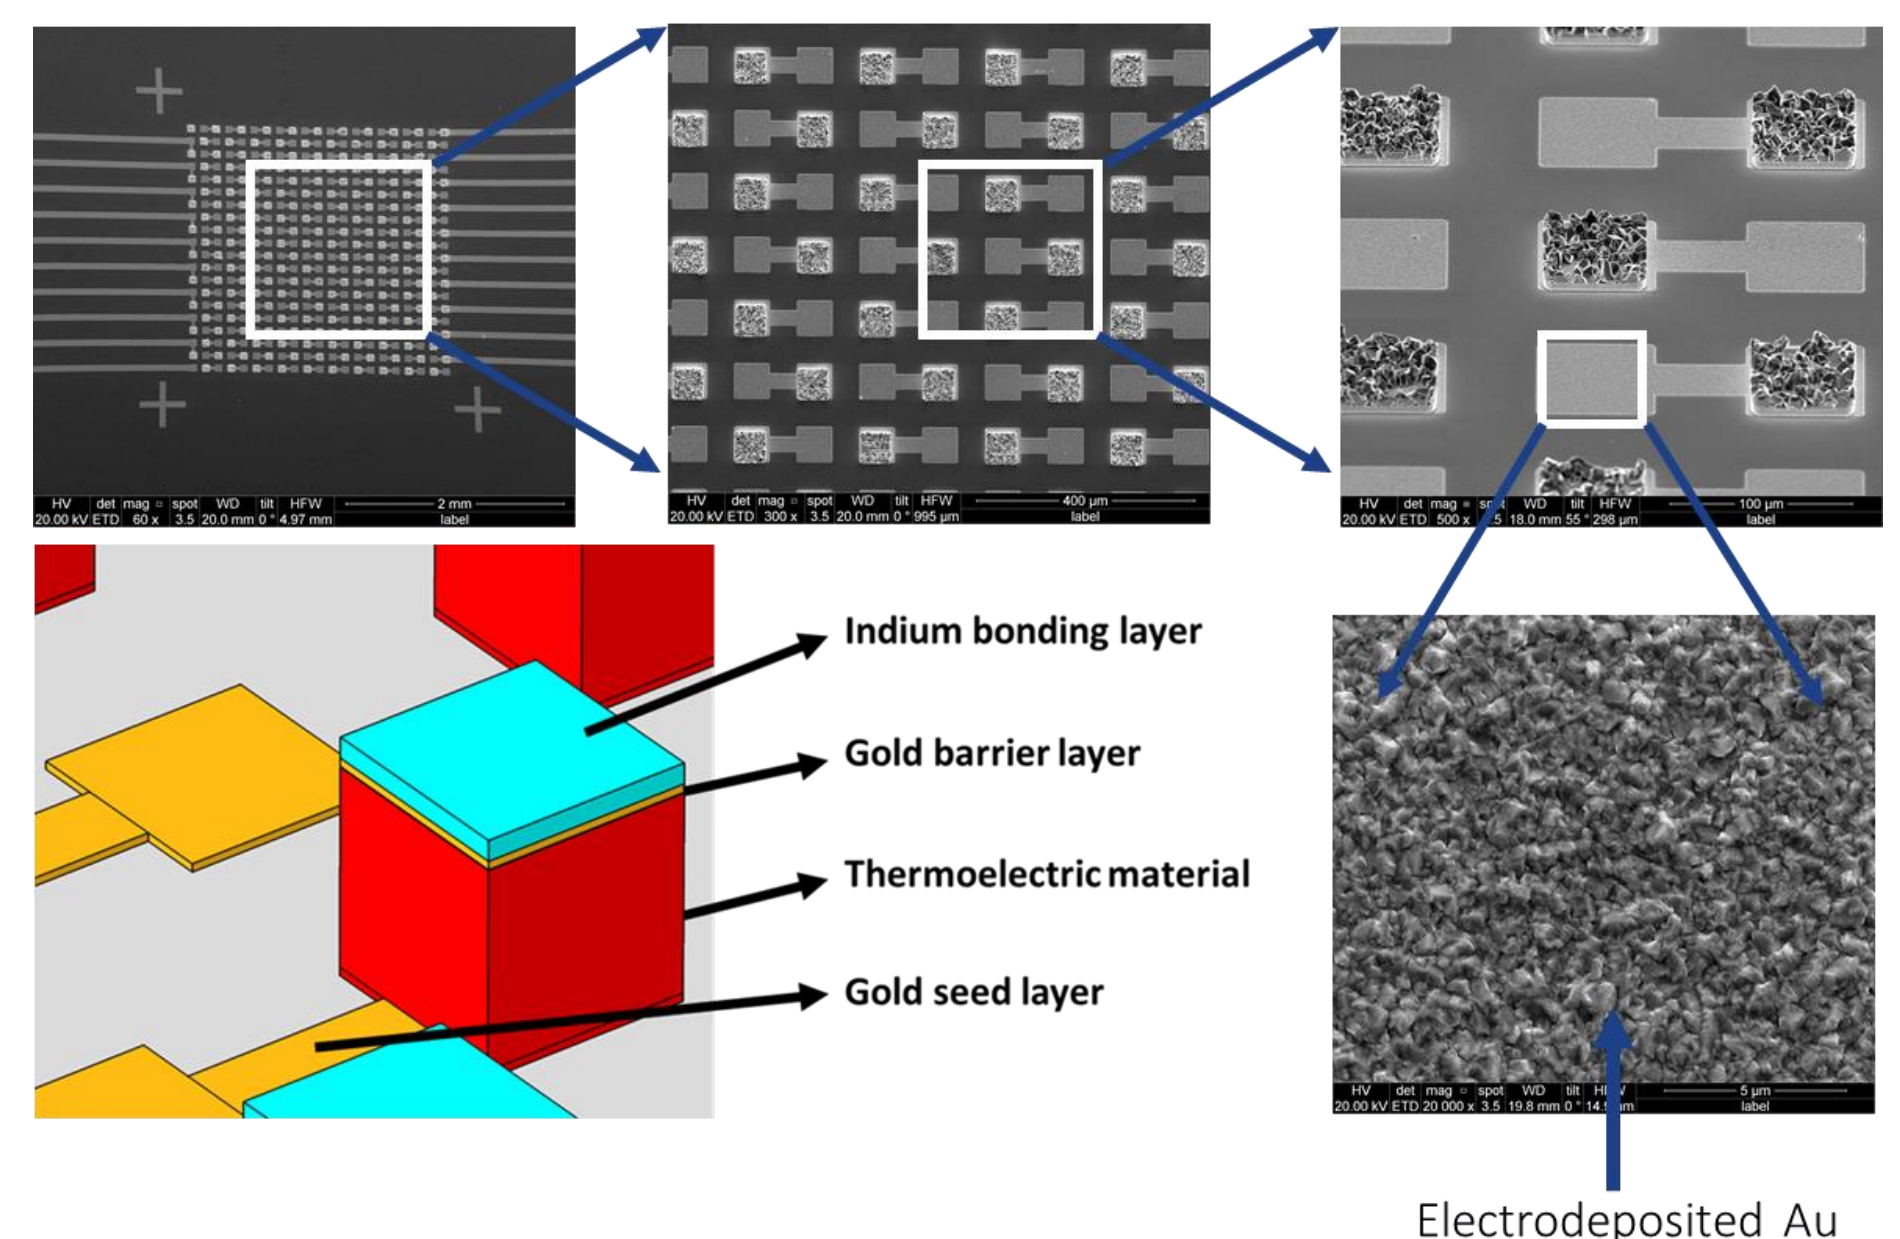 HV det mag □ spot WD tilt HFW 2 mm
20.00 kV ETD 60 x 3.5 20.0 mm 0 ° 4.97 mm label
HV det mag □ spot WD tilt HFW 400 µm
20.00 kV ETD 300 x 3.5 20.0 mm 0 ° 995 µm label
HV det mag □ spot WD tilt HFW 100 µm
20.00 kV ETD 500 x 18.0 mm 55 ° 298 µm label
Indium bonding layer
Gold barrier layer
Thermoelectric material
Gold seed layer
HV det mag □ spot WD tilt 5 µm
20.00 kV ETD 20 000 x 3.5 19.8 mm 0 ° label
Electrodeposited Au